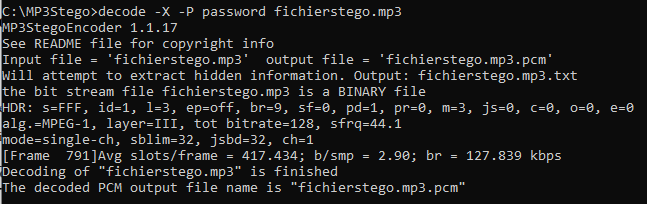 C:\MP3Stego>decode -X -P password fichierstego.mp3
MP3StegoEncoder 1.1.17
See README file for copyright info
Input file = 'fichierstego.mp3'  output file = 'fichierstego.mp3.pcm'
Will attempt to extract hidden information. Output: fichierstego.mp3.txt
the bit stream file fichierstego.mp3 is a BINARY file
HDR: s=FFF, id=1, l=3, ep=off, br=9, sf=0, pd=1, pr=0, m=3, js=0, c=0, o=0, e=0
alg.=MPEG-1, layer=III, tot bitrate=128, sfrq=44.1
mode=single-ch, sblim=32, jsbd=32, ch=1
[Frame  791]Avg slots/frame = 417.434; b/smp = 2.90; br = 127.839 kbps
Decoding of "fichierstego.mp3" is finished
The decoded PCM output file name is "fichierstego.mp3.pcm"